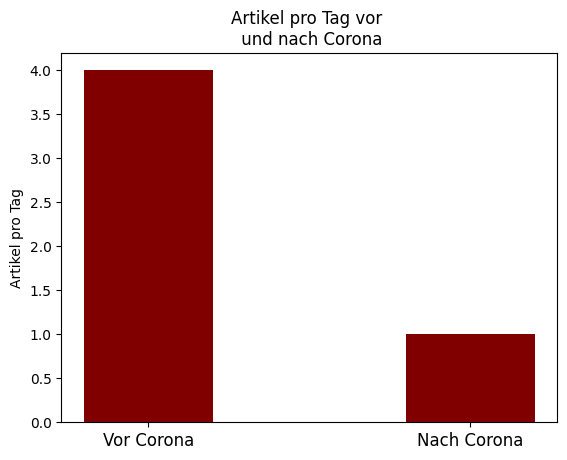 Artikel pro Tag vor
und nach Corona
Artikel pro Tag
4.0
3.5
3.0
2.5
2.0
1.5
1.0
0.5
0.0
Vor Corona
Nach Corona